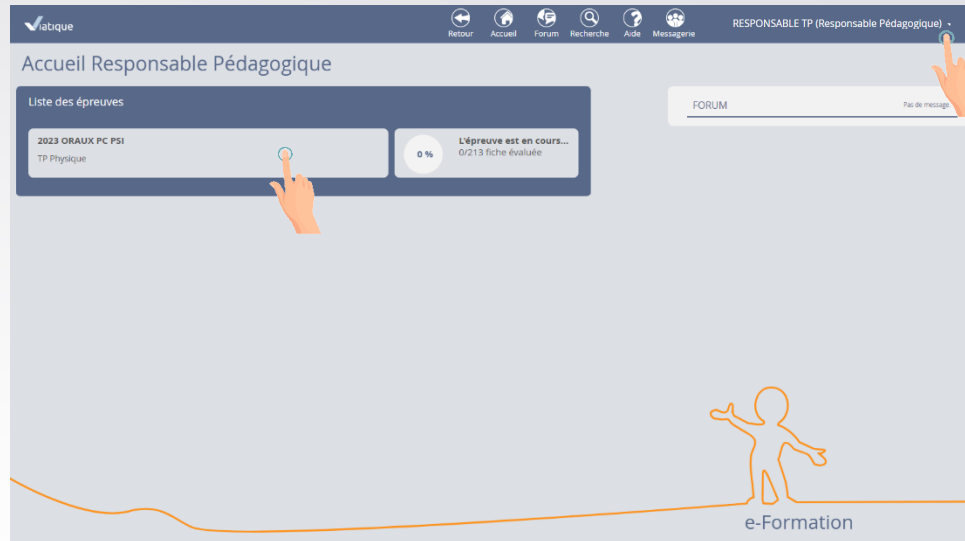 Viatique
Retour Accueil Forum Recherche Aide Messagerie
RESPONSABLE TP (Responsable Pédagogique)
Accueil Responsable Pédagogique
Liste des épreuves
2023 ORAUX PC PSI
TP Physique
0 %
L'épreuve est en cours...
0/213 fiche évaluée
FORUM
Pas de message.
e-Formation